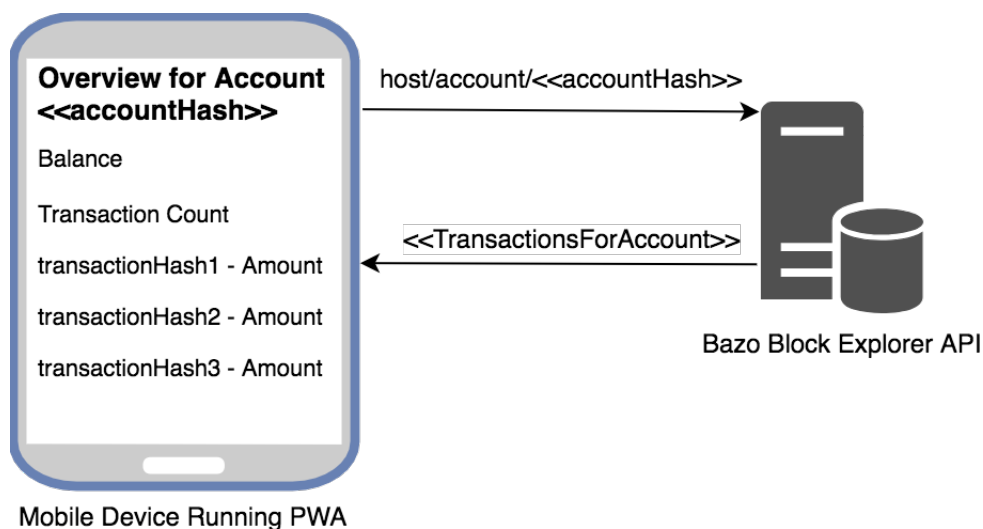 Overview for Account
<<accountHash>>
Balance
Transaction Count
transactionHash1 - Amount
transactionHash2 - Amount
transactionHash3 - Amount
host/account/<<accountHash>>
<<TransactionsForAccount>>
Bazo Block Explorer API
Mobile Device Running PWA